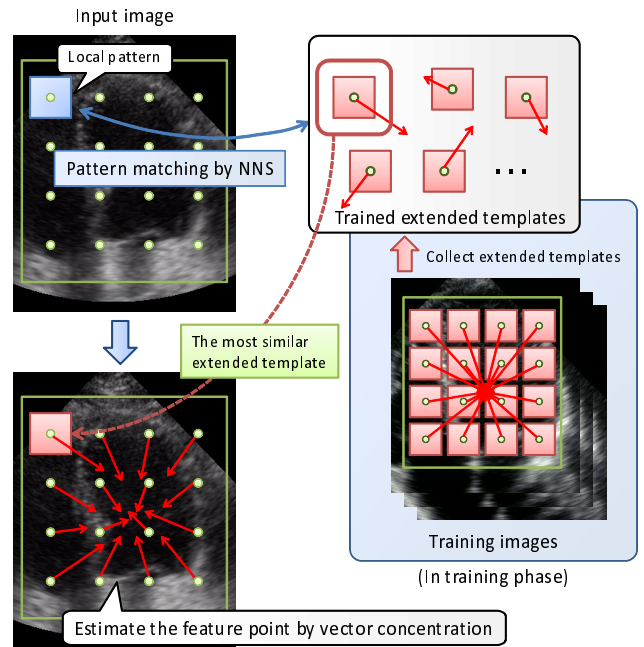 Input image
Local pattern
Pattern matching by NNS
Trained extended templates
...
Collect extended templates
The most similar
extended template
Training images
(In training phase)
Estimate the feature point by vector concentration